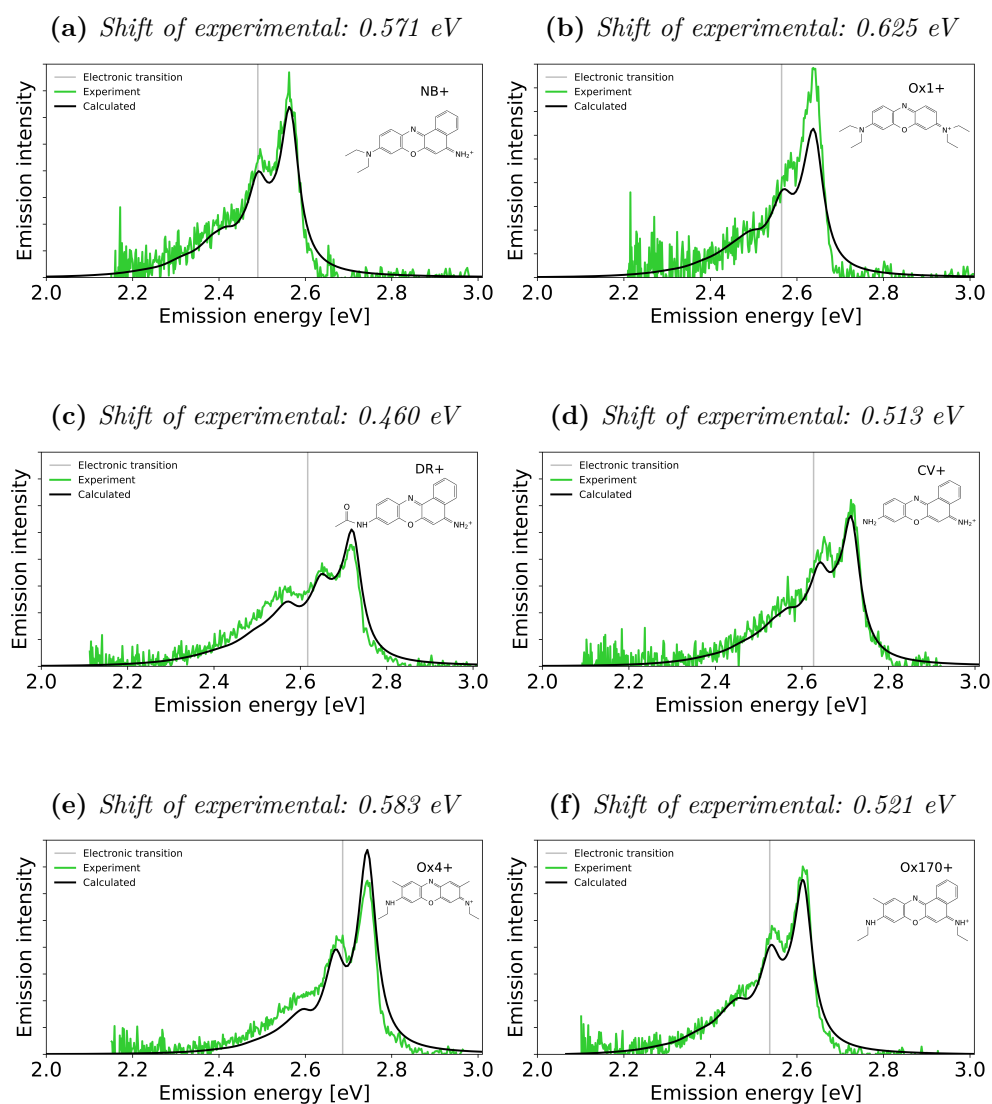 (a) Shift of experimental: 0.571 eV
(b) Shift of experimental: 0.625 eV
Emission intensity
Electronic transition
Experiment
Calculated
NB+
N
N
O
NH₂⁺
2.0 2.2 2.4 2.6 2.8 3.0
Emission energy [eV]
Emission intensity
Electronic transition
Experiment
Calculated
Ox1+
N
N
O
N⁺
2.0 2.2 2.4 2.6 2.8 3.0
Emission energy [eV]
(c) Shift of experimental: 0.460 eV
(d) Shift of experimental: 0.513 eV
Emission intensity
Electronic transition
Experiment
Calculated
DR+
O
N
NH
O
NH₂⁺
2.0 2.2 2.4 2.6 2.8 3.0
Emission energy [eV]
Emission intensity
Electronic transition
Experiment
Calculated
CV+
N
NH₂
O
NH₂⁺
2.0 2.2 2.4 2.6 2.8 3.0
Emission energy [eV]
(e) Shift of experimental: 0.583 eV
(f) Shift of experimental: 0.521 eV
Emission intensity
Electronic transition
Experiment
Calculated
Ox4+
N
NH
O
N⁺
2.0 2.2 2.4 2.6 2.8 3.0
Emission energy [eV]
Emission intensity
Electronic transition
Experiment
Calculated
Ox170+
N
NH
O
NH⁺
2.0 2.2 2.4 2.6 2.8 3.0
Emission energy [eV]